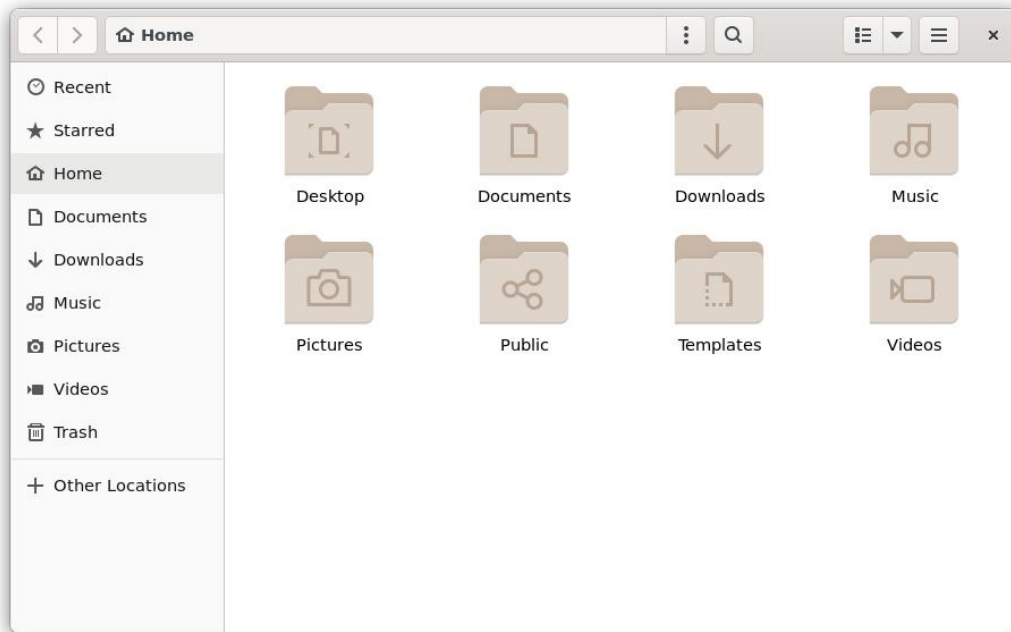 Home
Recent
Starred
Home
Documents
Downloads
Music
Pictures
Videos
Trash
Other Locations
Desktop Documents Downloads Music
Pictures Public Templates Videos